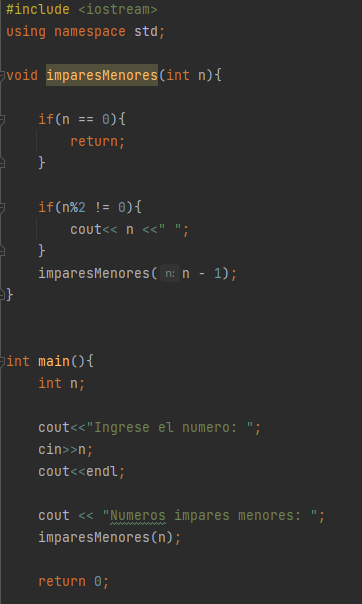 #include <iostream>
using namespace std;
void imparesMenores(int n){
if(n == 0){
return;
}
if(n%2 != 0){
cout<< n <<" ";
}
imparesMenores( n: n - 1);
}
int main(){
int n;
cout<<"Ingrese el numero: ";
cin>>n;
cout<<endl;
cout << "Numeros impares menores: ";
imparesMenores(n);
return 0;